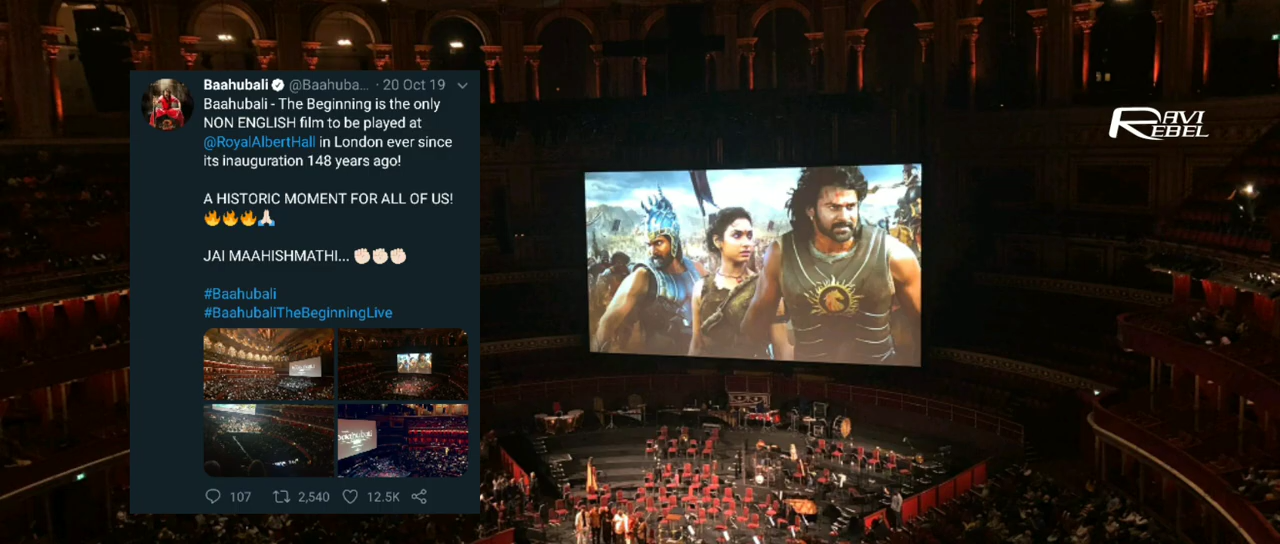 Baahubali @Baahuba... · 20 Oct 19
Baahubali - The Beginning is the only
NON ENGLISH film to be played at
@RoyalAlbertHall in London ever since
its inauguration 148 years ago!
A HISTORIC MOMENT FOR ALL OF US!
🔥🔥🔥🙏🏻
JAI MAAHISHMATHI... ✊🏻✊🏻✊🏻
#Baahubali
#BaahubaliTheBeginningLive
107 2,540 12.5K
RAVI
REBEL